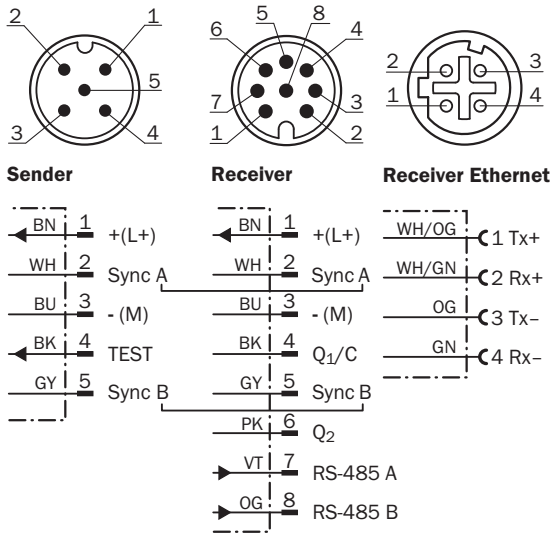 2 1 5 3 4
5 8 6 4 7 3 1 2
2 3 1 4
Sender
Receiver
Receiver Ethernet
BN 1 +(L+)
WH 2 Sync A
BU 3 - (M)
BK 4 TEST
GY 5 Sync B
BN 1 +(L+)
WH 2 Sync A
BU 3 - (M)
BK 4 Q1/C
GY 5 Sync B
PK 6 Q2
VT 7 RS-485 A
OG 8 RS-485 B
WH/OG 1 Tx+
WH/GN 2 Rx+
OG 3 Tx–
GN 4 Rx–